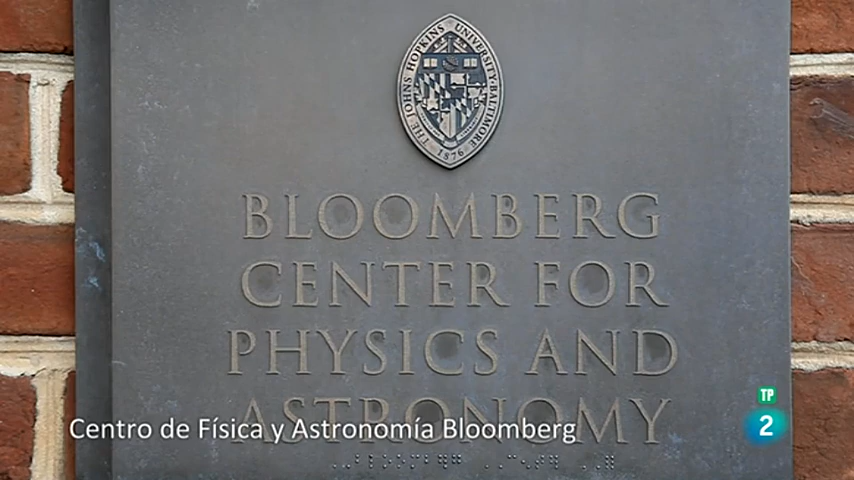 THE JOHNS HOPKINS UNIVERSITY · BALTIMORE
1876
BLOOMBERG
CENTER FOR
PHYSICS AND
ASTRONOMY
Centro de Física y Astronomía Bloomberg
TP
2